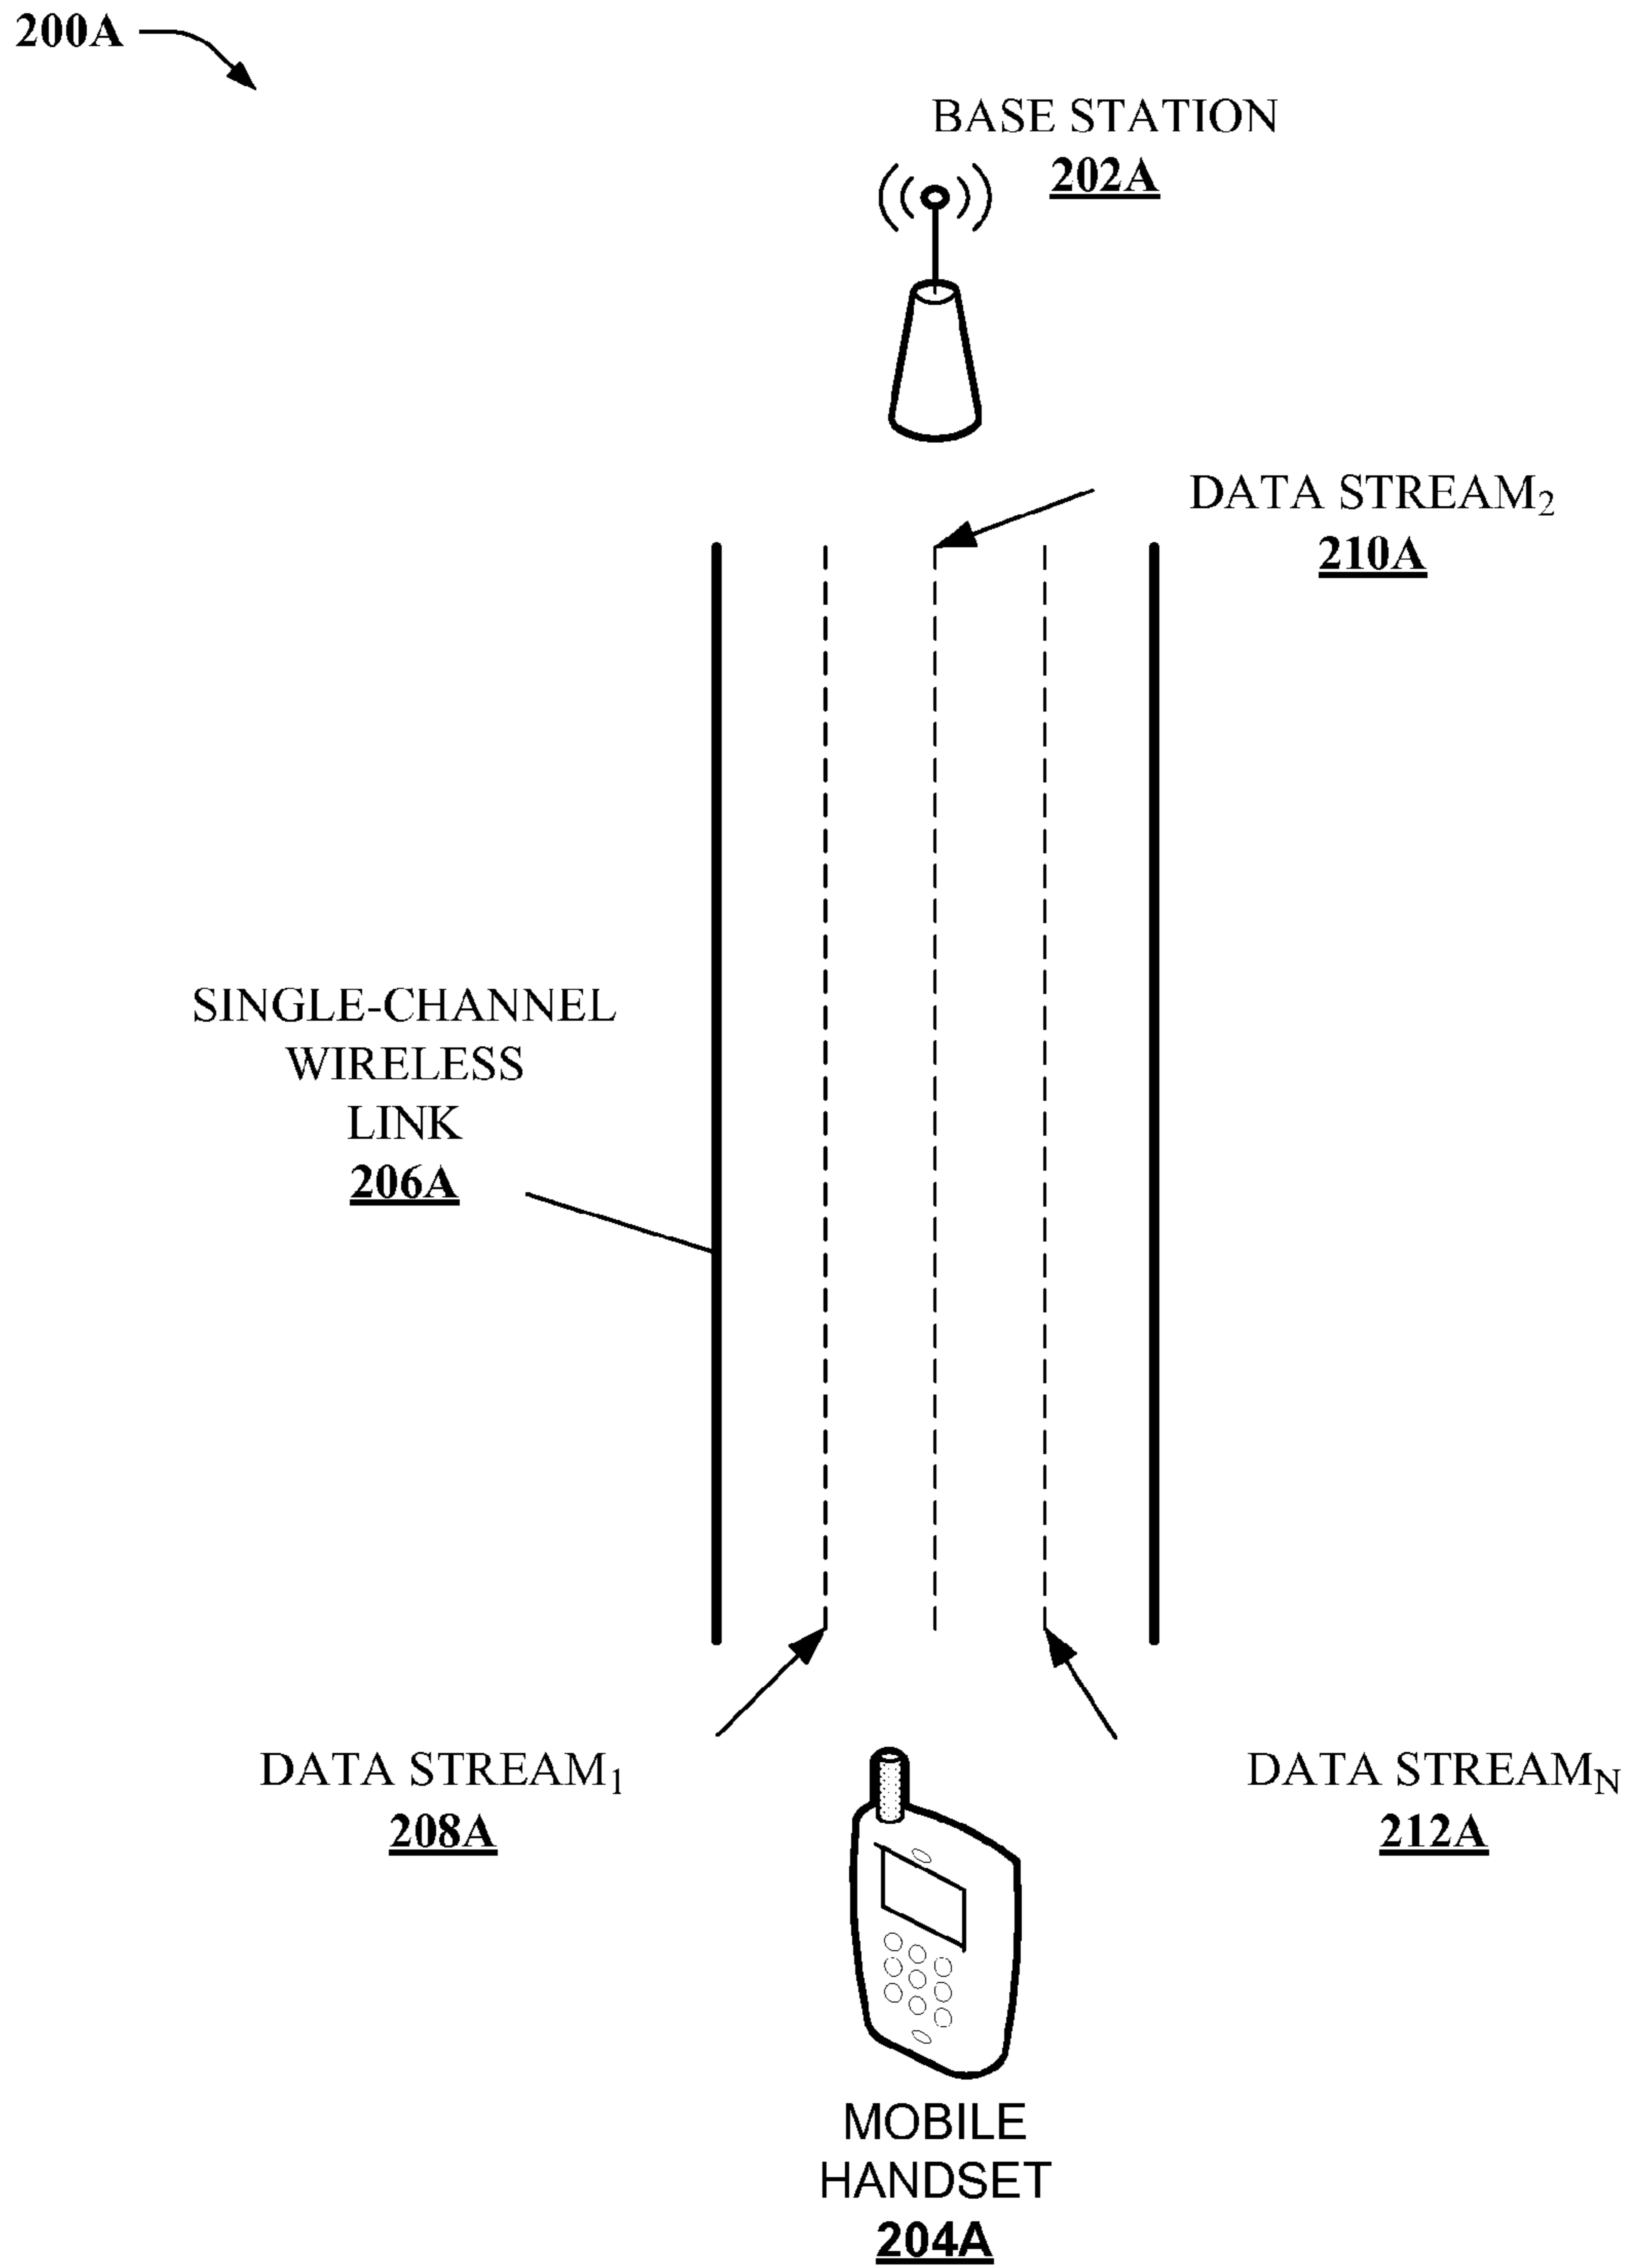 200A
BASE STATION
202A
DATA STREAM₂
210A
SINGLE-CHANNEL
WIRELESS
LINK
206A
DATA STREAM₁
208A
DATA STREAM_N
212A
MOBILE
HANDSET
204A